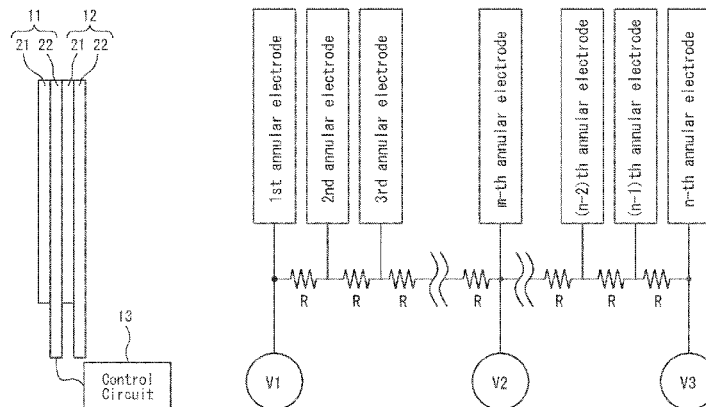 11 12
21 22 21 22
13
Control
Circuit
1st annular electrode
2nd annular electrode
3rd annular electrode
m-th annular electrode
(n-2)th annular electrode
(n-1)th annular electrode
n-th annular electrode
R R R R R R R
V1 V2 V3